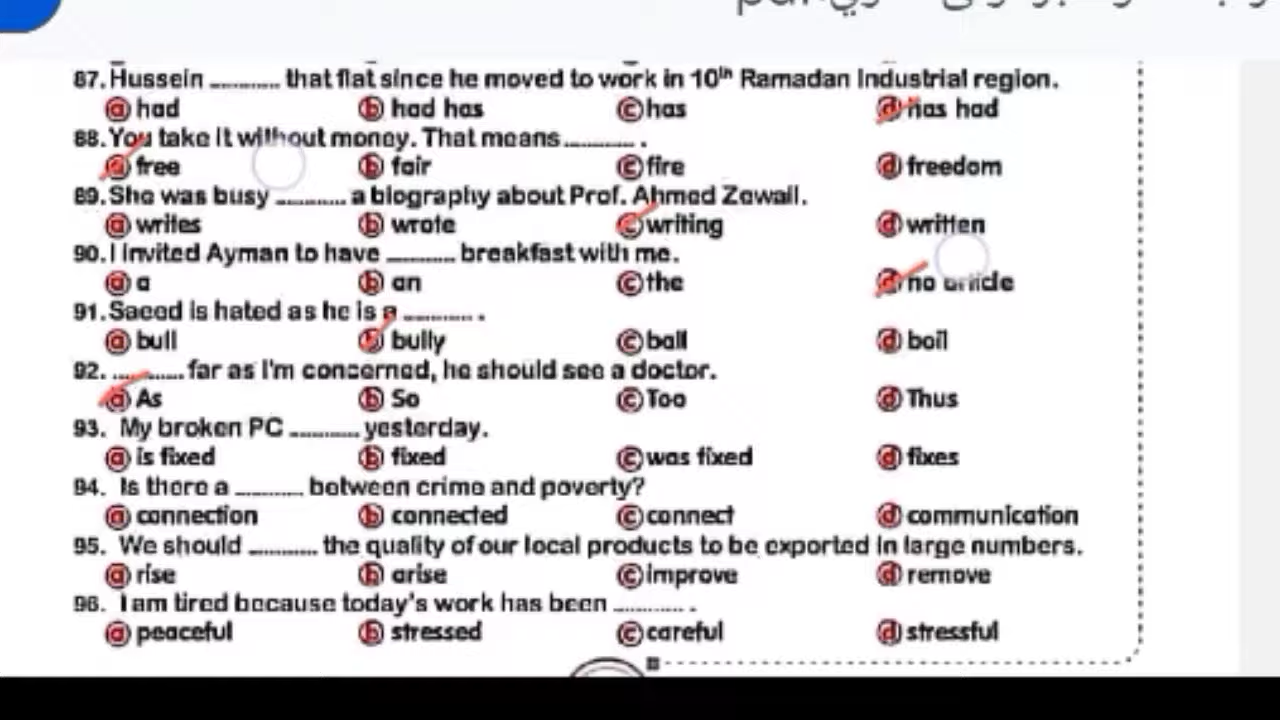 87. Hussein ........... that flat since he moved to work in 10th Ramadan Industrial region.
a had b had has c has d has had
88. You take it without money. That means ........... .
a free b fair c fire d freedom
89. She was busy ........... a biography about Prof. Ahmed Zewail.
a writes b wrote c writing d written
90. I invited Ayman to have ........... breakfast with me.
a a b an c the d no article
91. Saeed is hated as he is a ........... .
a bull b bully c ball d boil
92. ........... far as I'm concerned, he should see a doctor.
a As b So c Too d Thus
93. My broken PC ........... yesterday.
a is fixed b fixed c was fixed d fixes
94. Is there a ........... between crime and poverty?
a connection b connected c connect d communication
95. We should ........... the quality of our local products to be exported in large numbers.
a rise b arise c improve d remove
96. I am tired because today's work has been ........... .
a peaceful b stressed c careful d stressful